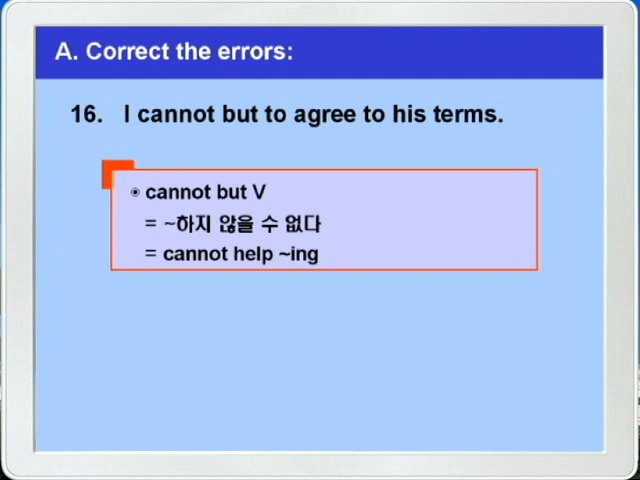 A. Correct the errors:
16. I cannot but to agree to his terms.
◉ cannot but V
= ~하지 않을 수 없다
= cannot help ~ing